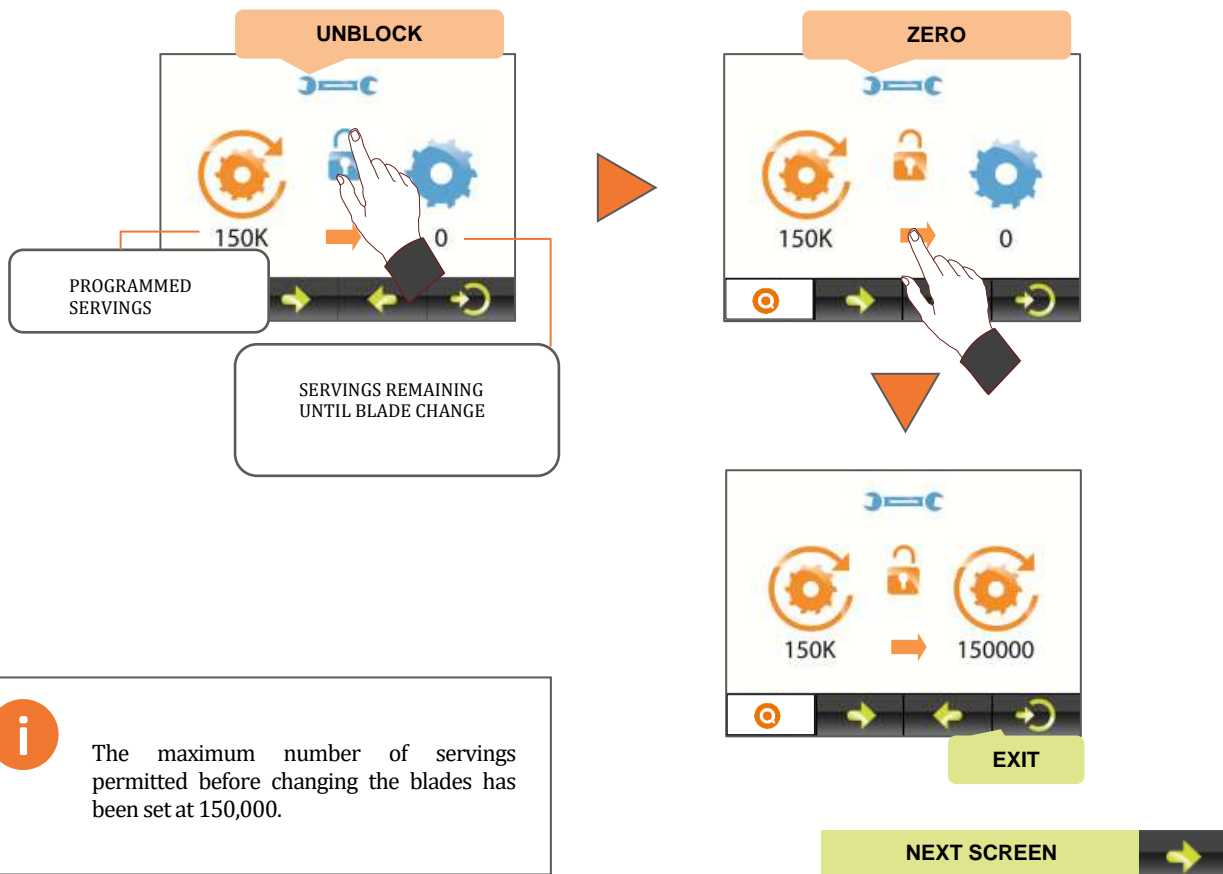 UNBLOCK
150K
0
PROGRAMMED
SERVINGS
SERVINGS REMAINING
UNTIL BLADE CHANGE
ZERO
150K
0
150K
150000
EXIT
i
The maximum number of servings
permitted before changing the blades has
been set at 150,000.
NEXT SCREEN